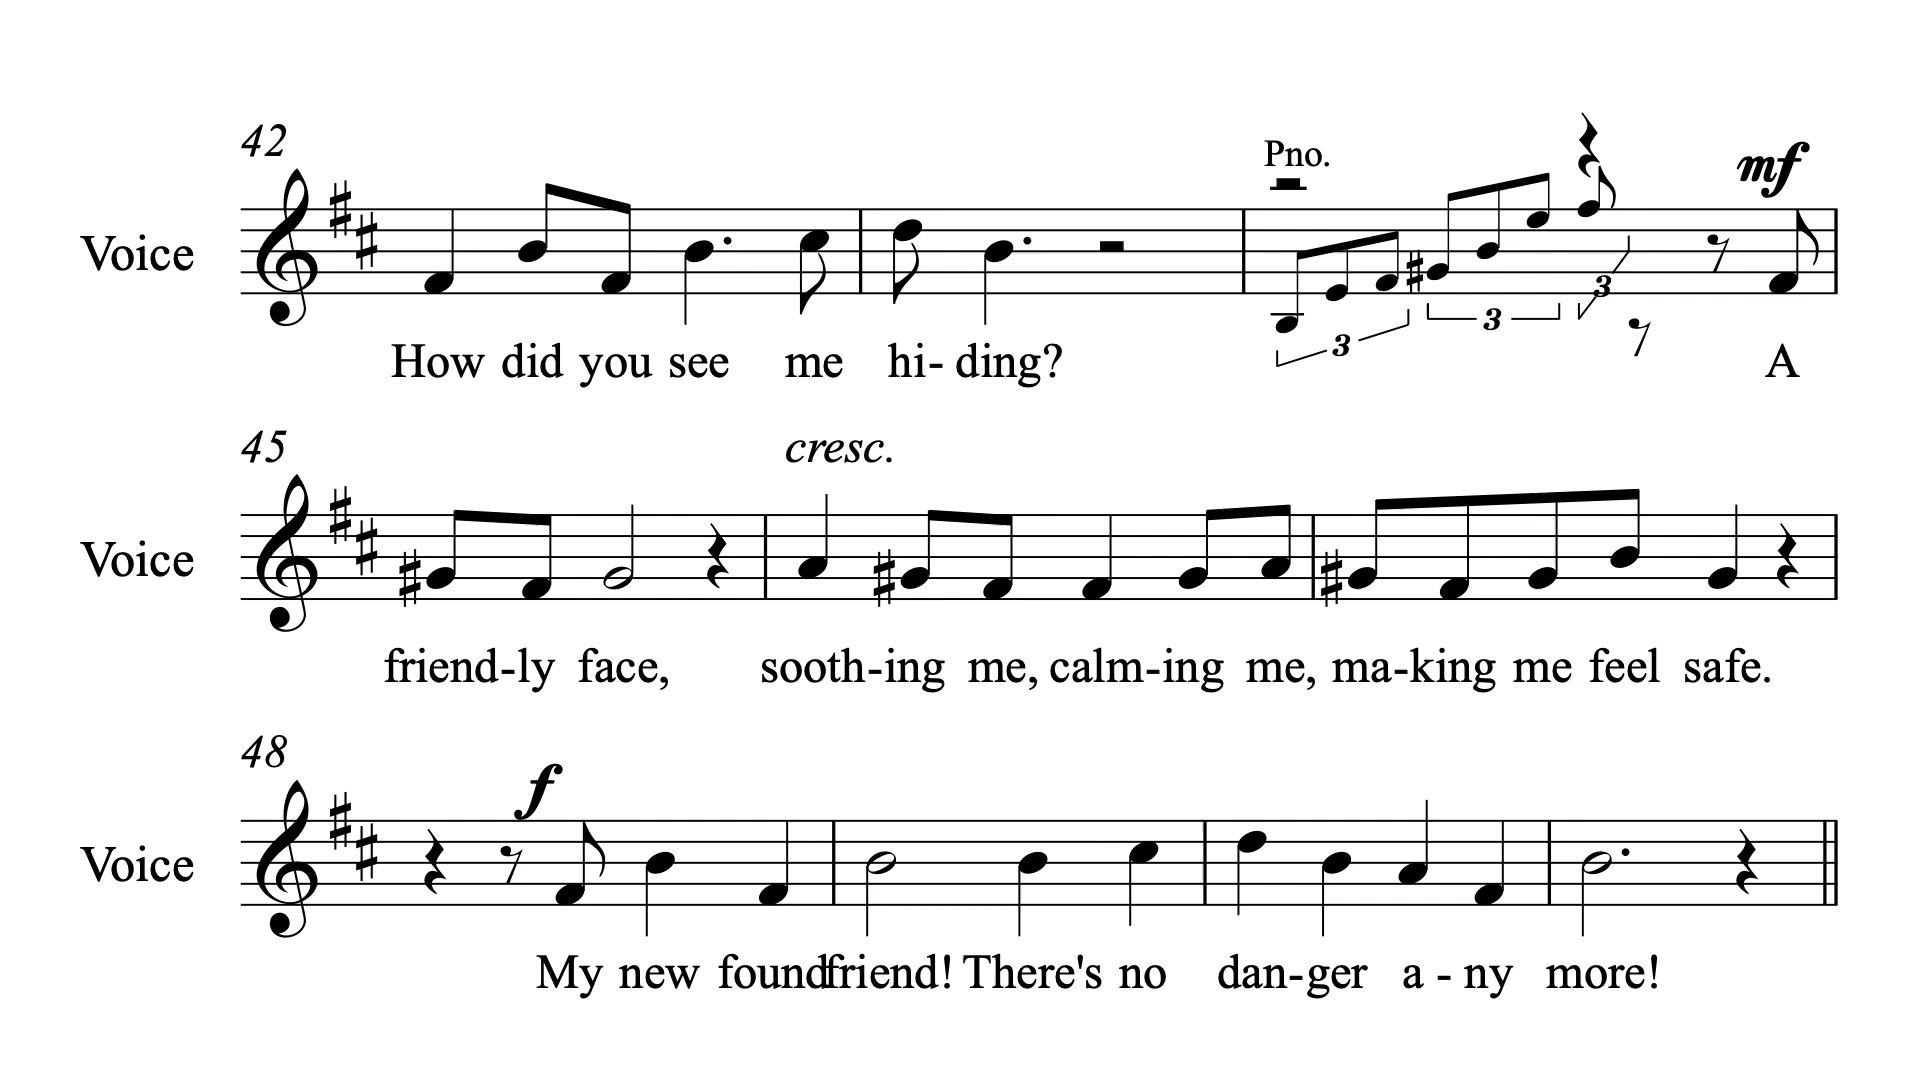 42
Pno.
mf
Voice
3 3 3
How did you see me hi- ding? A
45
cresc.
Voice
friend-ly face, sooth-ing me, calm-ing me, ma-king me feel safe.
48
f
Voice
My new found friend! There's no dan-ger a - ny more!